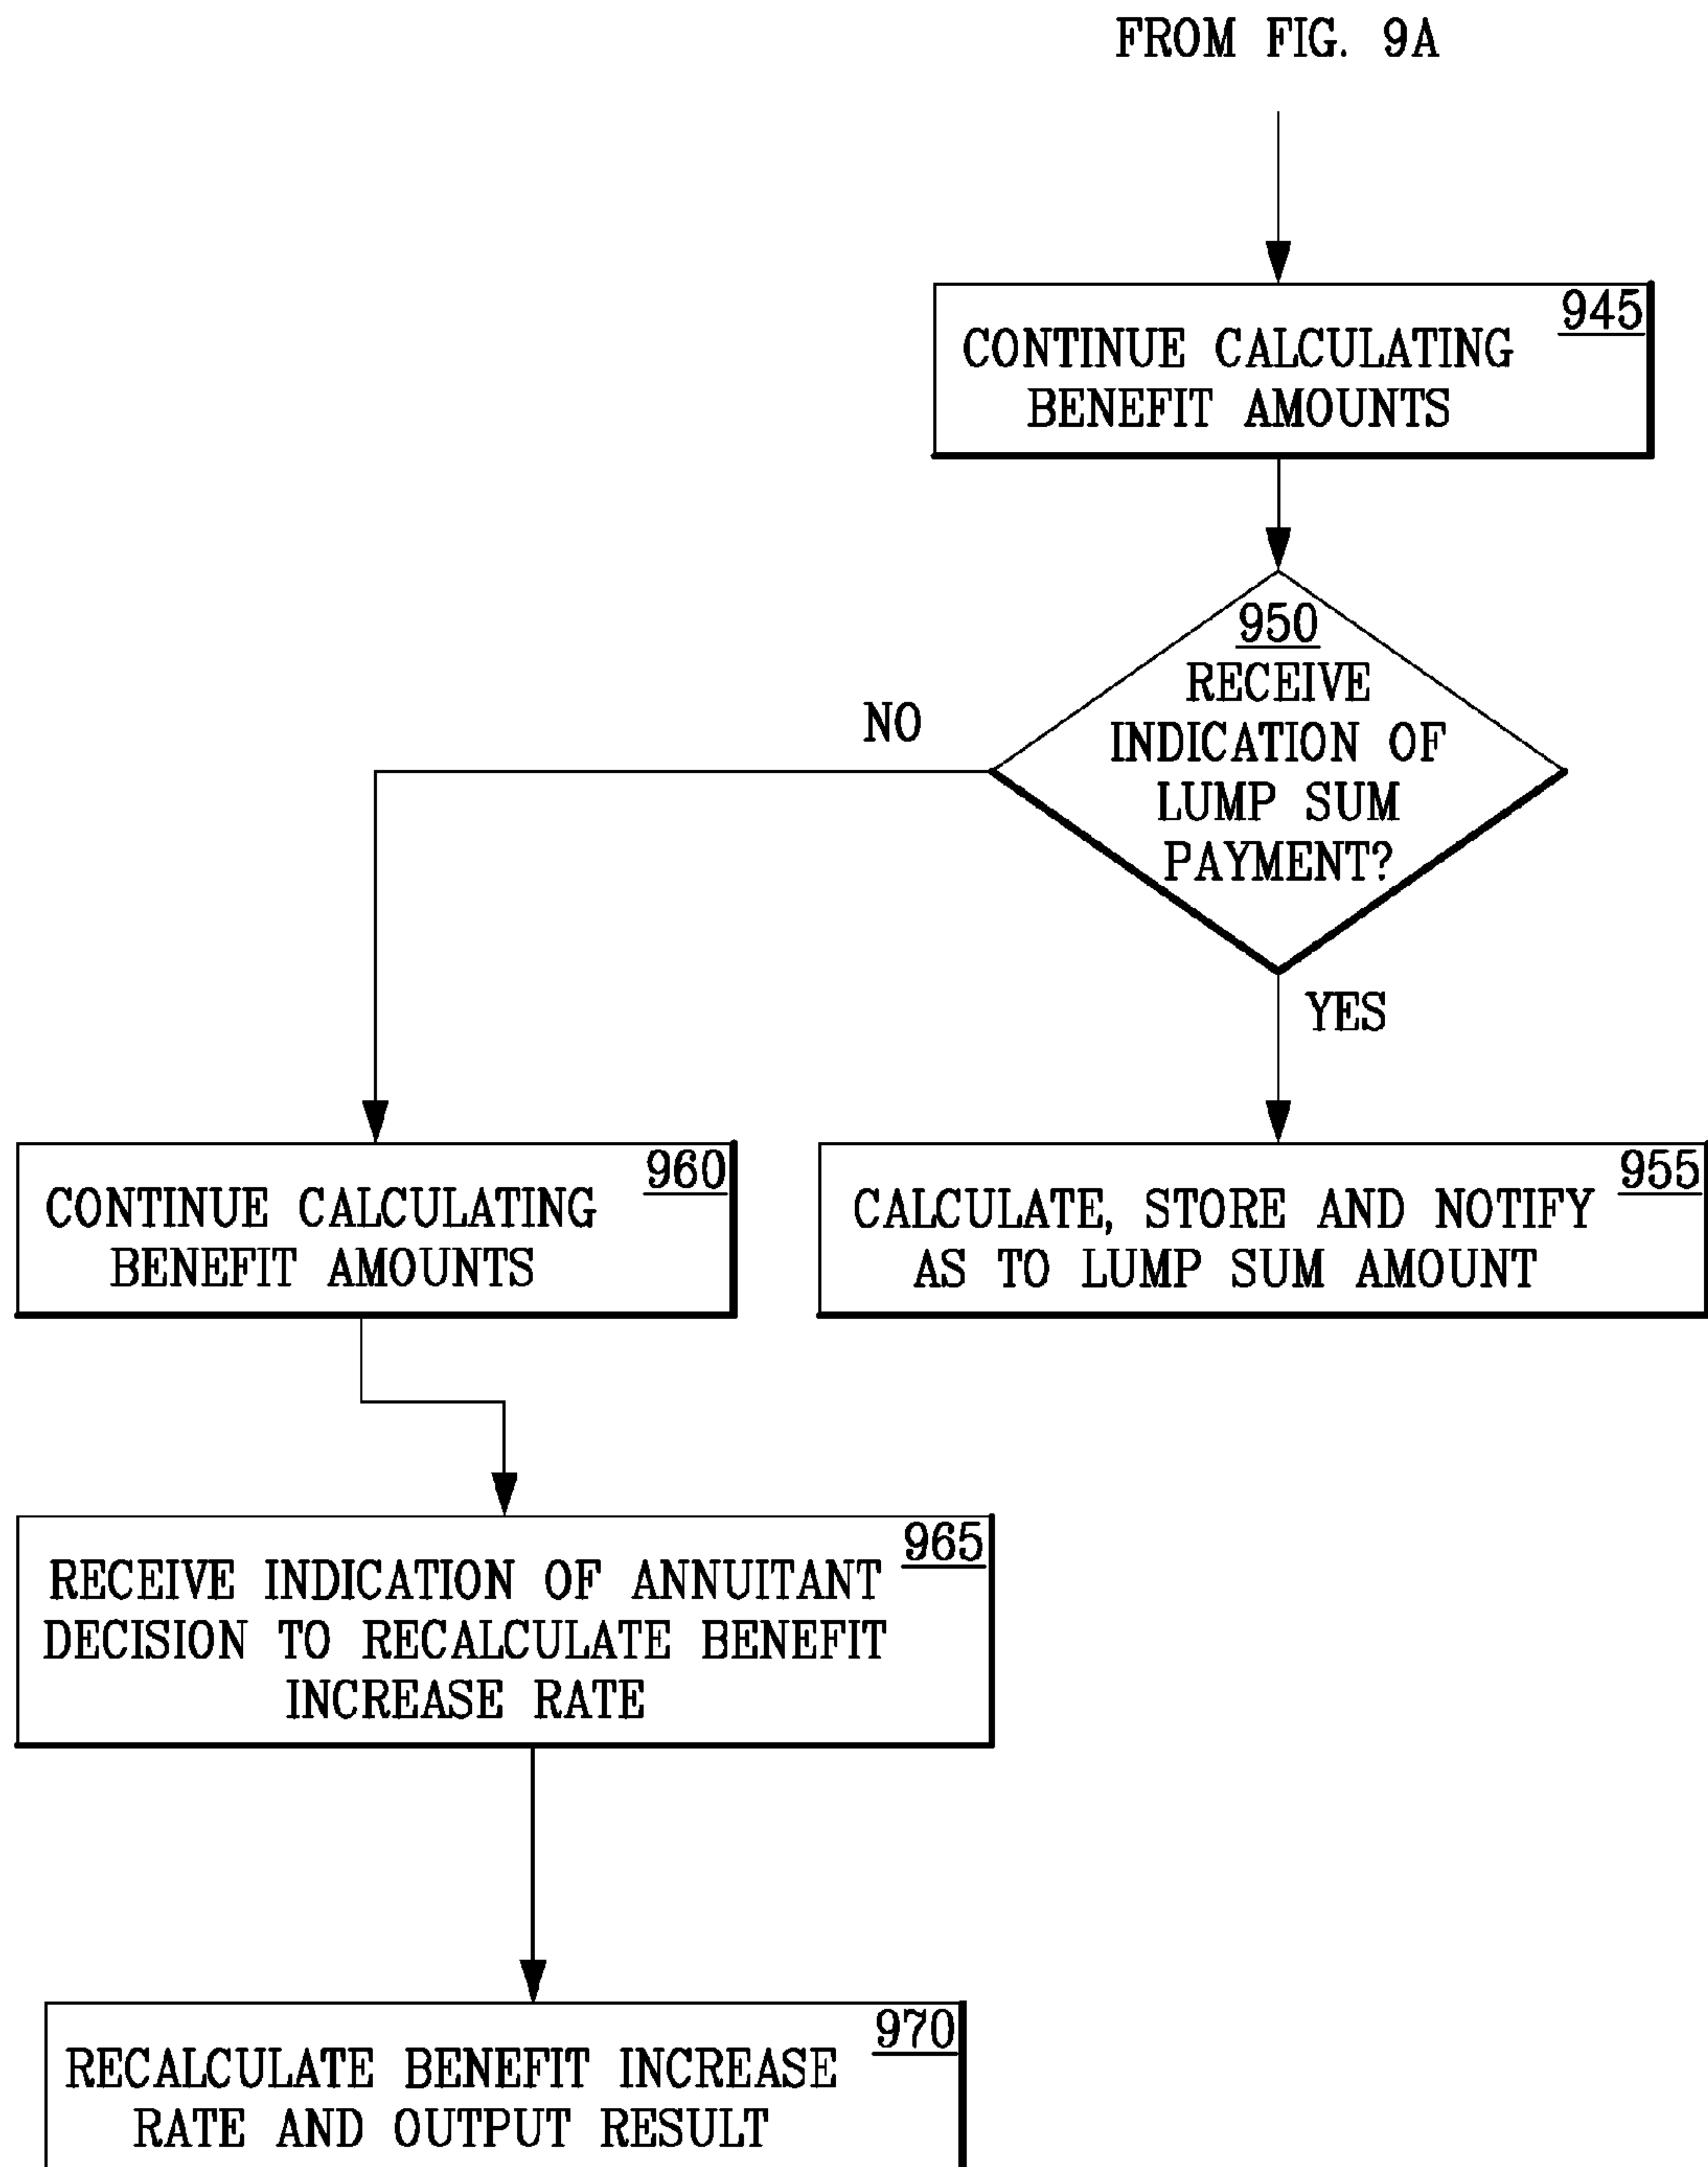 FROM FIG. 9A
945
CONTINUE CALCULATING
BENEFIT AMOUNTS
950
RECEIVE
INDICATION OF
LUMP SUM
PAYMENT?
NO
YES
960
CONTINUE CALCULATING
BENEFIT AMOUNTS
955
CALCULATE, STORE AND NOTIFY
AS TO LUMP SUM AMOUNT
965
RECEIVE INDICATION OF ANNUITANT
DECISION TO RECALCULATE BENEFIT
INCREASE RATE
970
RECALCULATE BENEFIT INCREASE
RATE AND OUTPUT RESULT